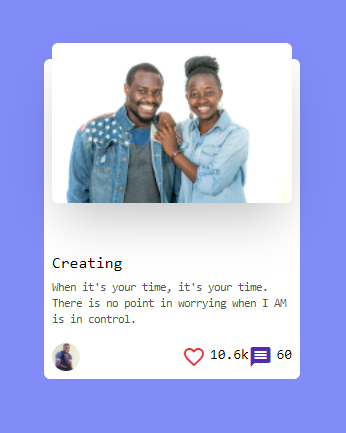 Creating
When it's your time, it's your time.
There is no point in worrying when I AM
is in control.
10.6k 60